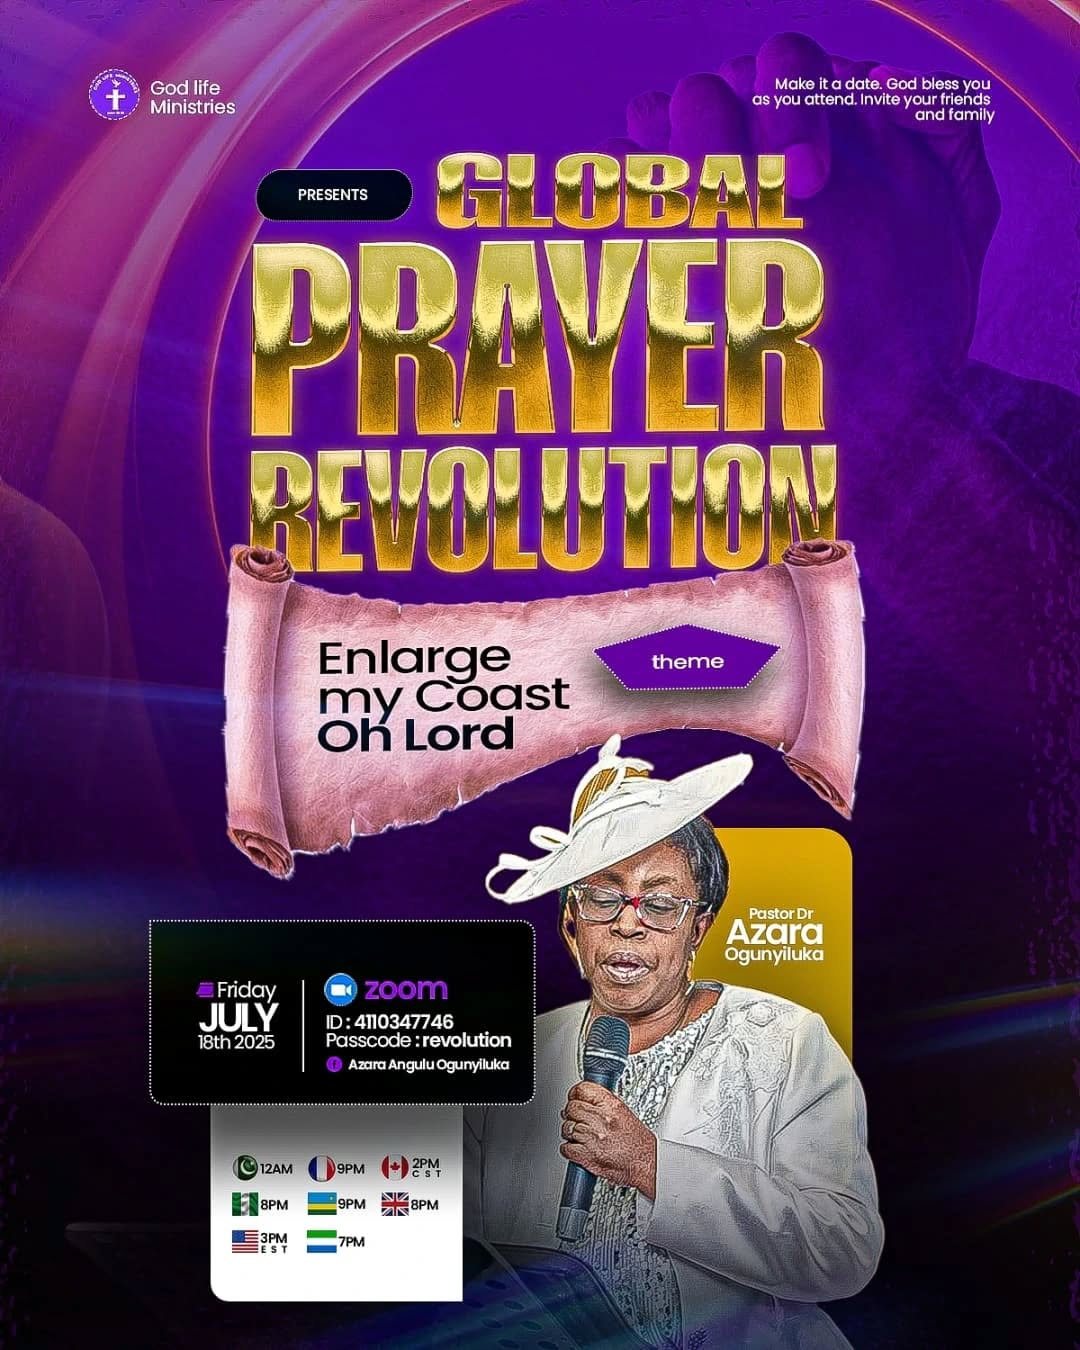 God life
Ministries
Make it a date. God bless you
as you attend. Invite your friends
and family
PRESENTS
GLOBAL
PRAYER
REVOLUTION
Enlarge
my Coast
Oh Lord
theme
Pastor Dr
Azara
Ogunyiluka
Friday
JULY
18th 2025
zoom
ID : 4110347746
Passcode : revolution
Azara Angulu Ogunyiluka
12AM
9PM
2PM
CST
8PM
9PM
8PM
3PM
EST
7PM